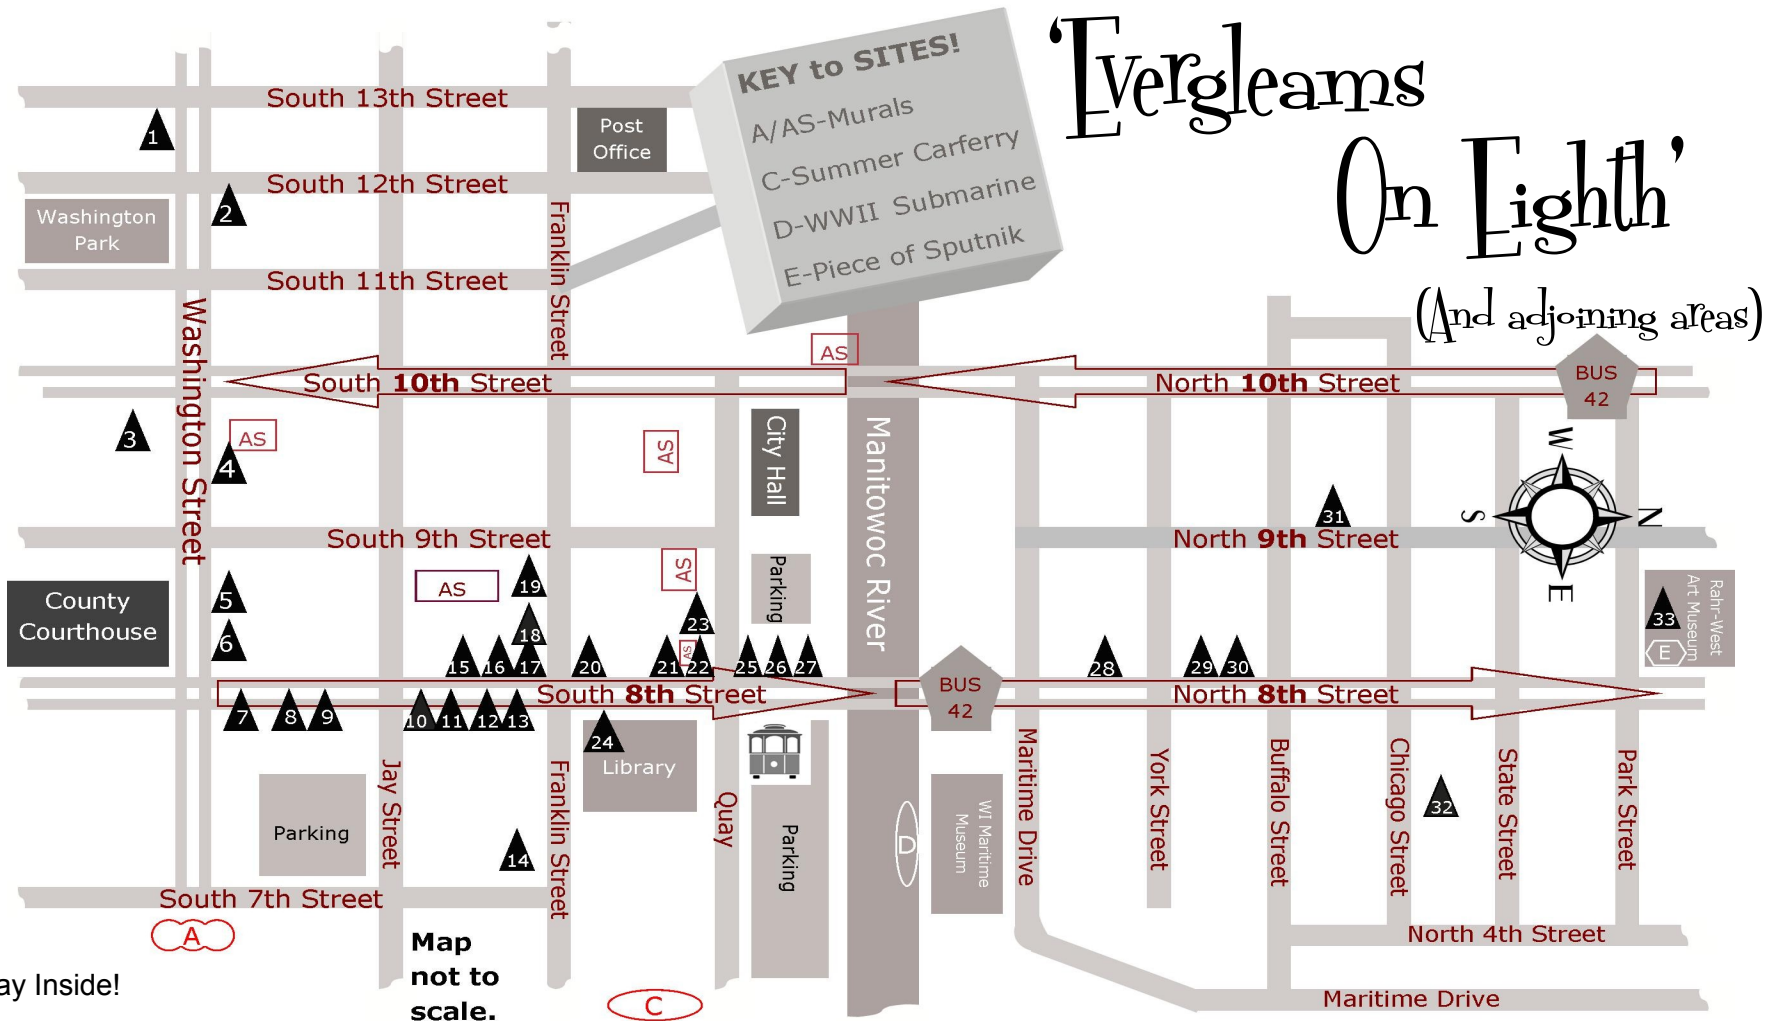 'Evergleams
On Eighth'
(And adjoining areas)
KEY to SITES!
A/AS-Murals
C-Summer Carferry
D-WWII Submarine
E-Piece of Sputnik
South 13th Street
1
Post
Office
South 12th Street
Washington
Park
2
Franklin Street
South 11th Street
Washington Street
AS
South 10th Street
North 10th Street
BUS
42
3
AS
4
AS
City Hall
Manitowoc River
W
S
N
E
31
South 9th Street
North 9th Street
County
Courthouse
5
6
AS
19
18
AS
23
Parking
33
Rahr-West
Art Museum
E
15
16
17
20
21
AS
22
25
26
27
28
29
30
South 8th Street
BUS
42
North 8th Street
7
8
9
10
11
12
13
24
Library
Parking
Jay Street
14
Franklin Street
Quay
Parking
D
WI Maritime
Museum
Maritime Drive
York Street
Buffalo Street
Chicago Street
32
State Street
Park Street
South 7th Street
A
Map
not to
scale.
C
North 4th Street
Maritime Drive
ay Inside!